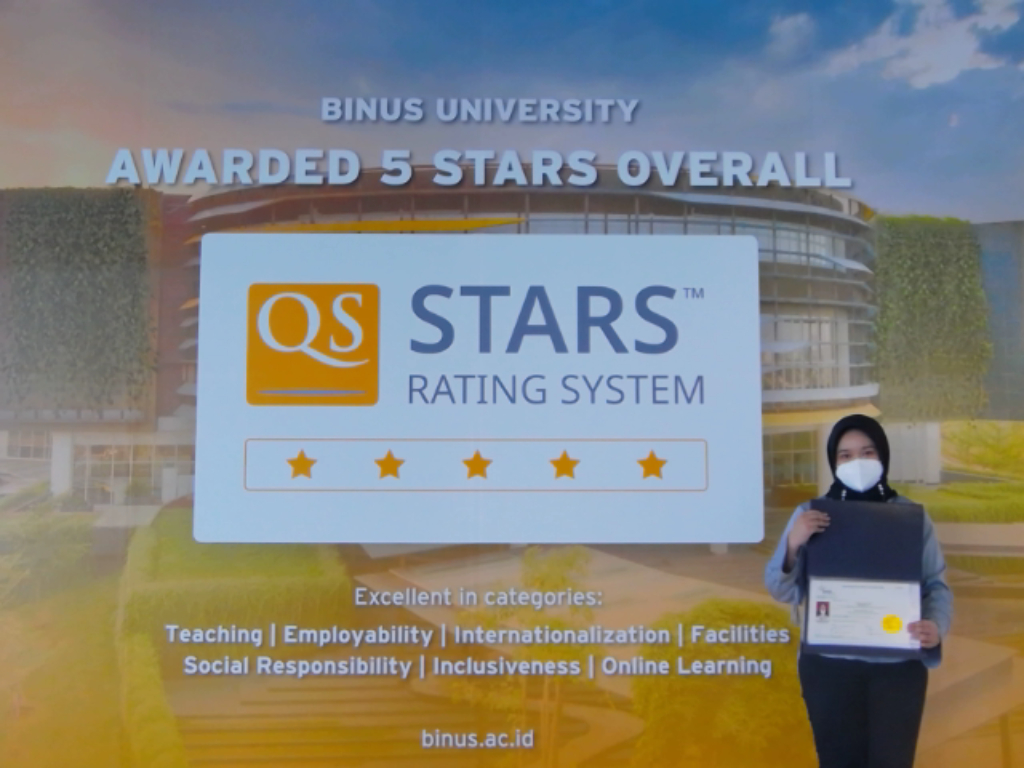 BINUS UNIVERSITY
AWARDED 5 STARS OVERALL
QS
STARS™
RATING SYSTEM
Excellent in categories:
Teaching | Employability | Internationalization | Facilities
Social Responsibility | Inclusiveness | Online Learning
binus.ac.id